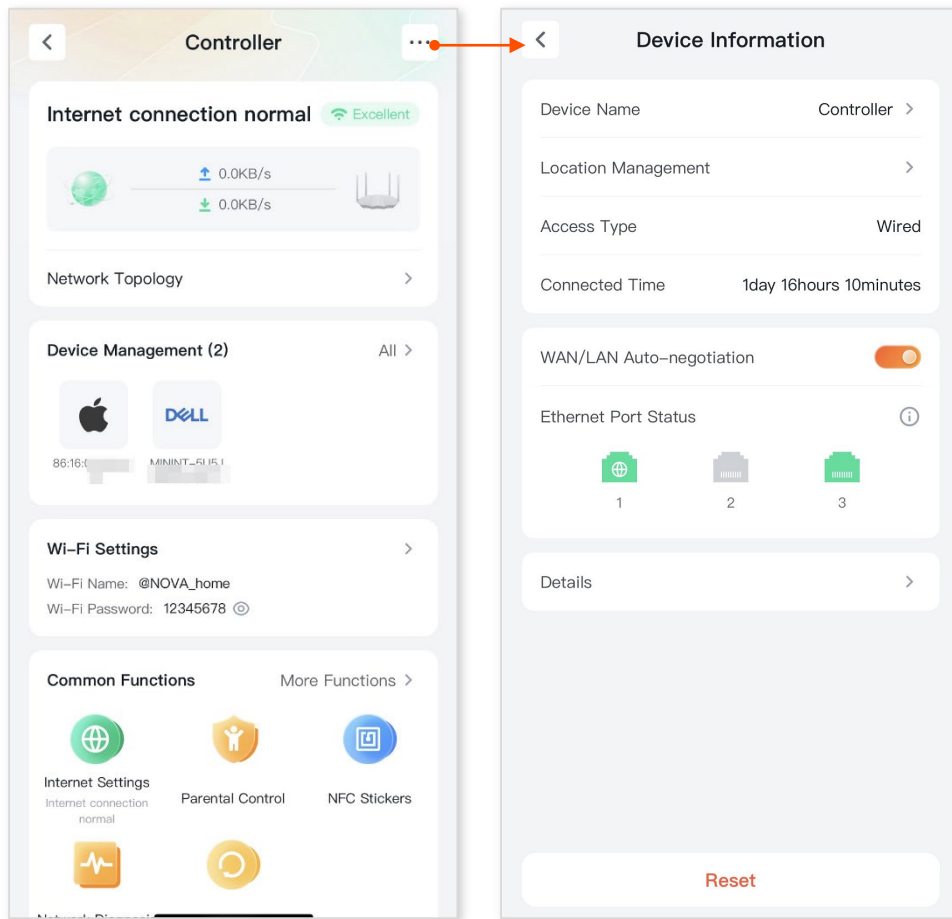 Controller
Internet connection normal
Excellent
0.0KB/s
0.0KB/s
Network Topology
Device Management (2)
All
DELL
86:16:
Wi-Fi Settings
Wi-Fi Name: @NOVA_home
Wi-Fi Password: 12345678
Common Functions
More Functions
Internet Settings
Internet connection
normal
Parental Control
NFC Stickers
Device Information
Device Name
Controller
Location Management
Access Type
Wired
Connected Time
1day 16hours 10minutes
WAN/LAN Auto-negotiation
Ethernet Port Status
1
2
3
Details
Reset